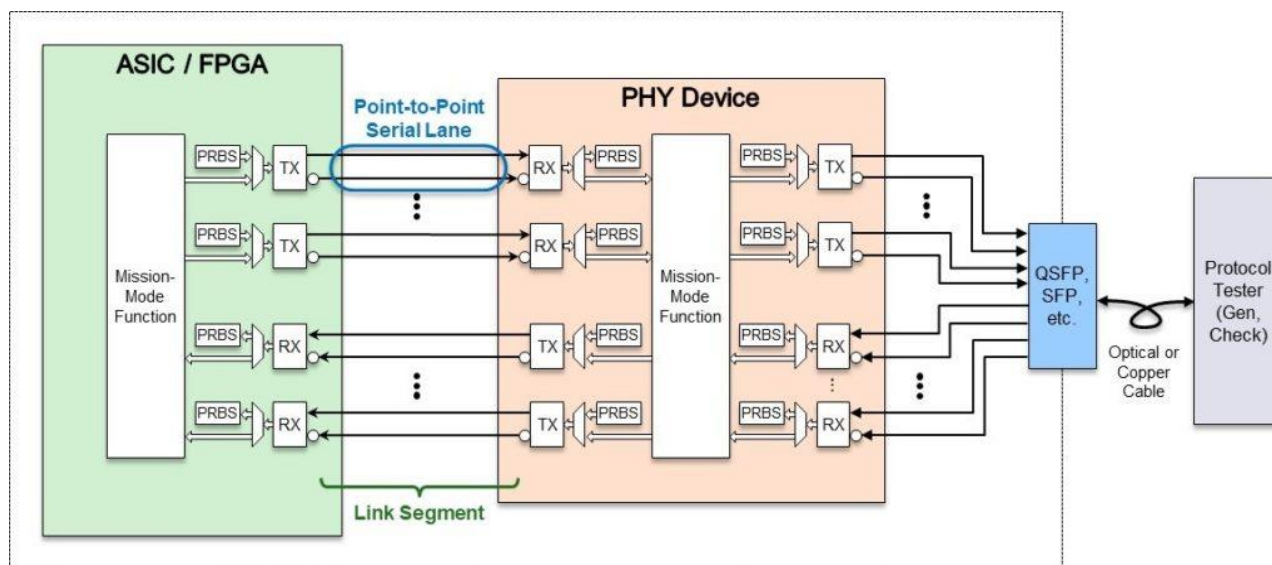 ASIC / FPGA
Point-to-Point
Serial Lane
PHY Device
PRBS
TX
RX
PRBS
PRBS
TX
PRBS
TX
RX
PRBS
PRBS
TX
Mission-
Mode
Function
Mission-
Mode
Function
QSFP,
SFP,
etc.
Protocol
Tester
(Gen,
Check)
Optical or
Copper
Cable
PRBS
RX
TX
PRBS
PRBS
RX
PRBS
RX
TX
PRBS
PRBS
RX
Link Segment